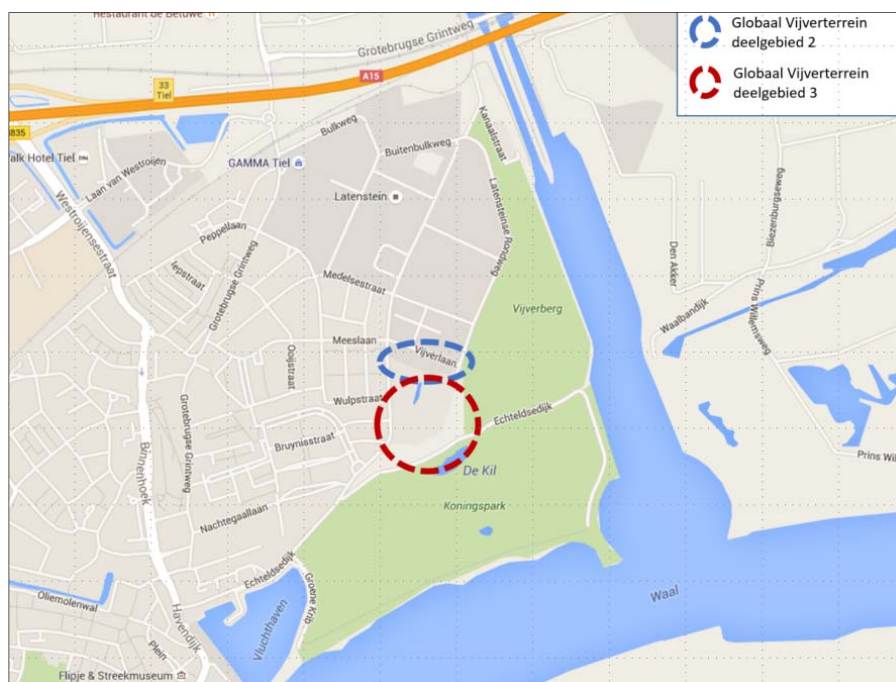 Restaurant de Betuwe
Globaal Vijverterrein
deelgebied 2
Globaal Vijverterrein
deelgebied 3
Grotebrugse Grintweg
A15
33
Tiel
B835
Valk Hotel Tiel
Laan van Westroijen
GAMMA Tiel
Bulkweg
Buitenbulkweg
Kanaalstraat
Latenstein
Latensteinse Rondweg
Westroijensestraat
Peppellaan
Iepstraat
Grotebrugse Grintweg
Medelsestraat
Biezenburgseweg
Den Akker
Waalbandijk
Prins Willemsweg
Vijverberg
Meeslaan
Vijverlaan
Ooijstraat
Wulpstraat
Echteldsedijk
Grotebrugse Grintweg
Bruynisstraat
Binnenhoek
De Kil
Prins Wil
Koningspark
Nachtegaallaan
Echteldsedijk
Groene Krib
Oliemolenwal
Waal
Vluchthaven
Havendijk
Plein
Flipje & Streekmuseum